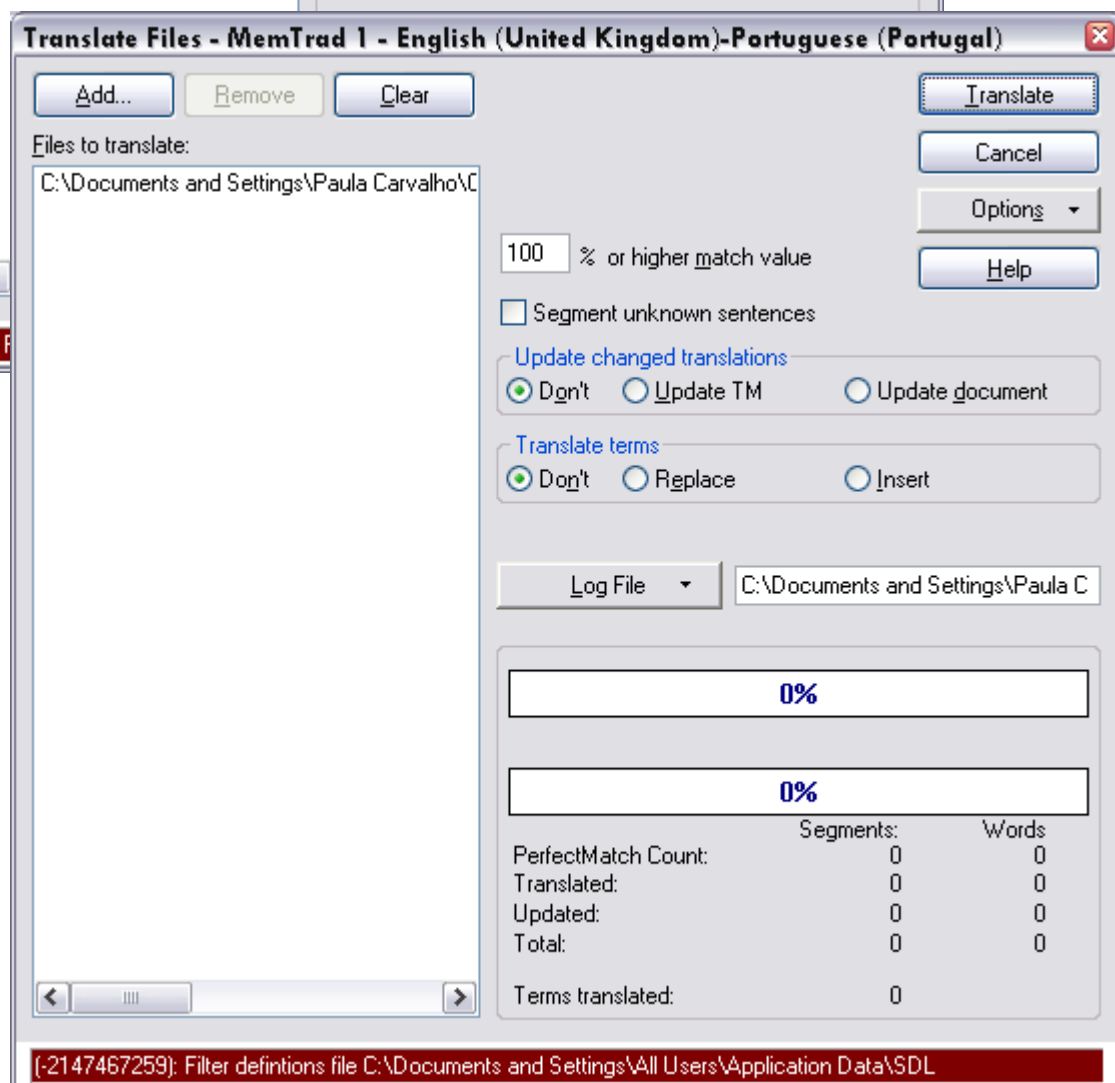 Translate Files - MemTrad 1 - English (United Kingdom)-Portuguese (Portugal)
Add... Remove Clear Translate
Files to translate: Cancel
C:\Documents and Settings\Paula Carvalho\
Options
100 % or higher match value
Help
Segment unknown sentences
Update changed translations
Don't Update TM Update document
Translate terms
Don't Replace Insert
Log File C:\Documents and Settings\Paula C
0%
0%
Segments: Words
PerfectMatch Count: 0 0
Translated: 0 0
Updated: 0 0
Total: 0 0
Terms translated: 0
(-2147467259): Filter defintions file C:\Documents and Settings\All Users\Application Data\SDL